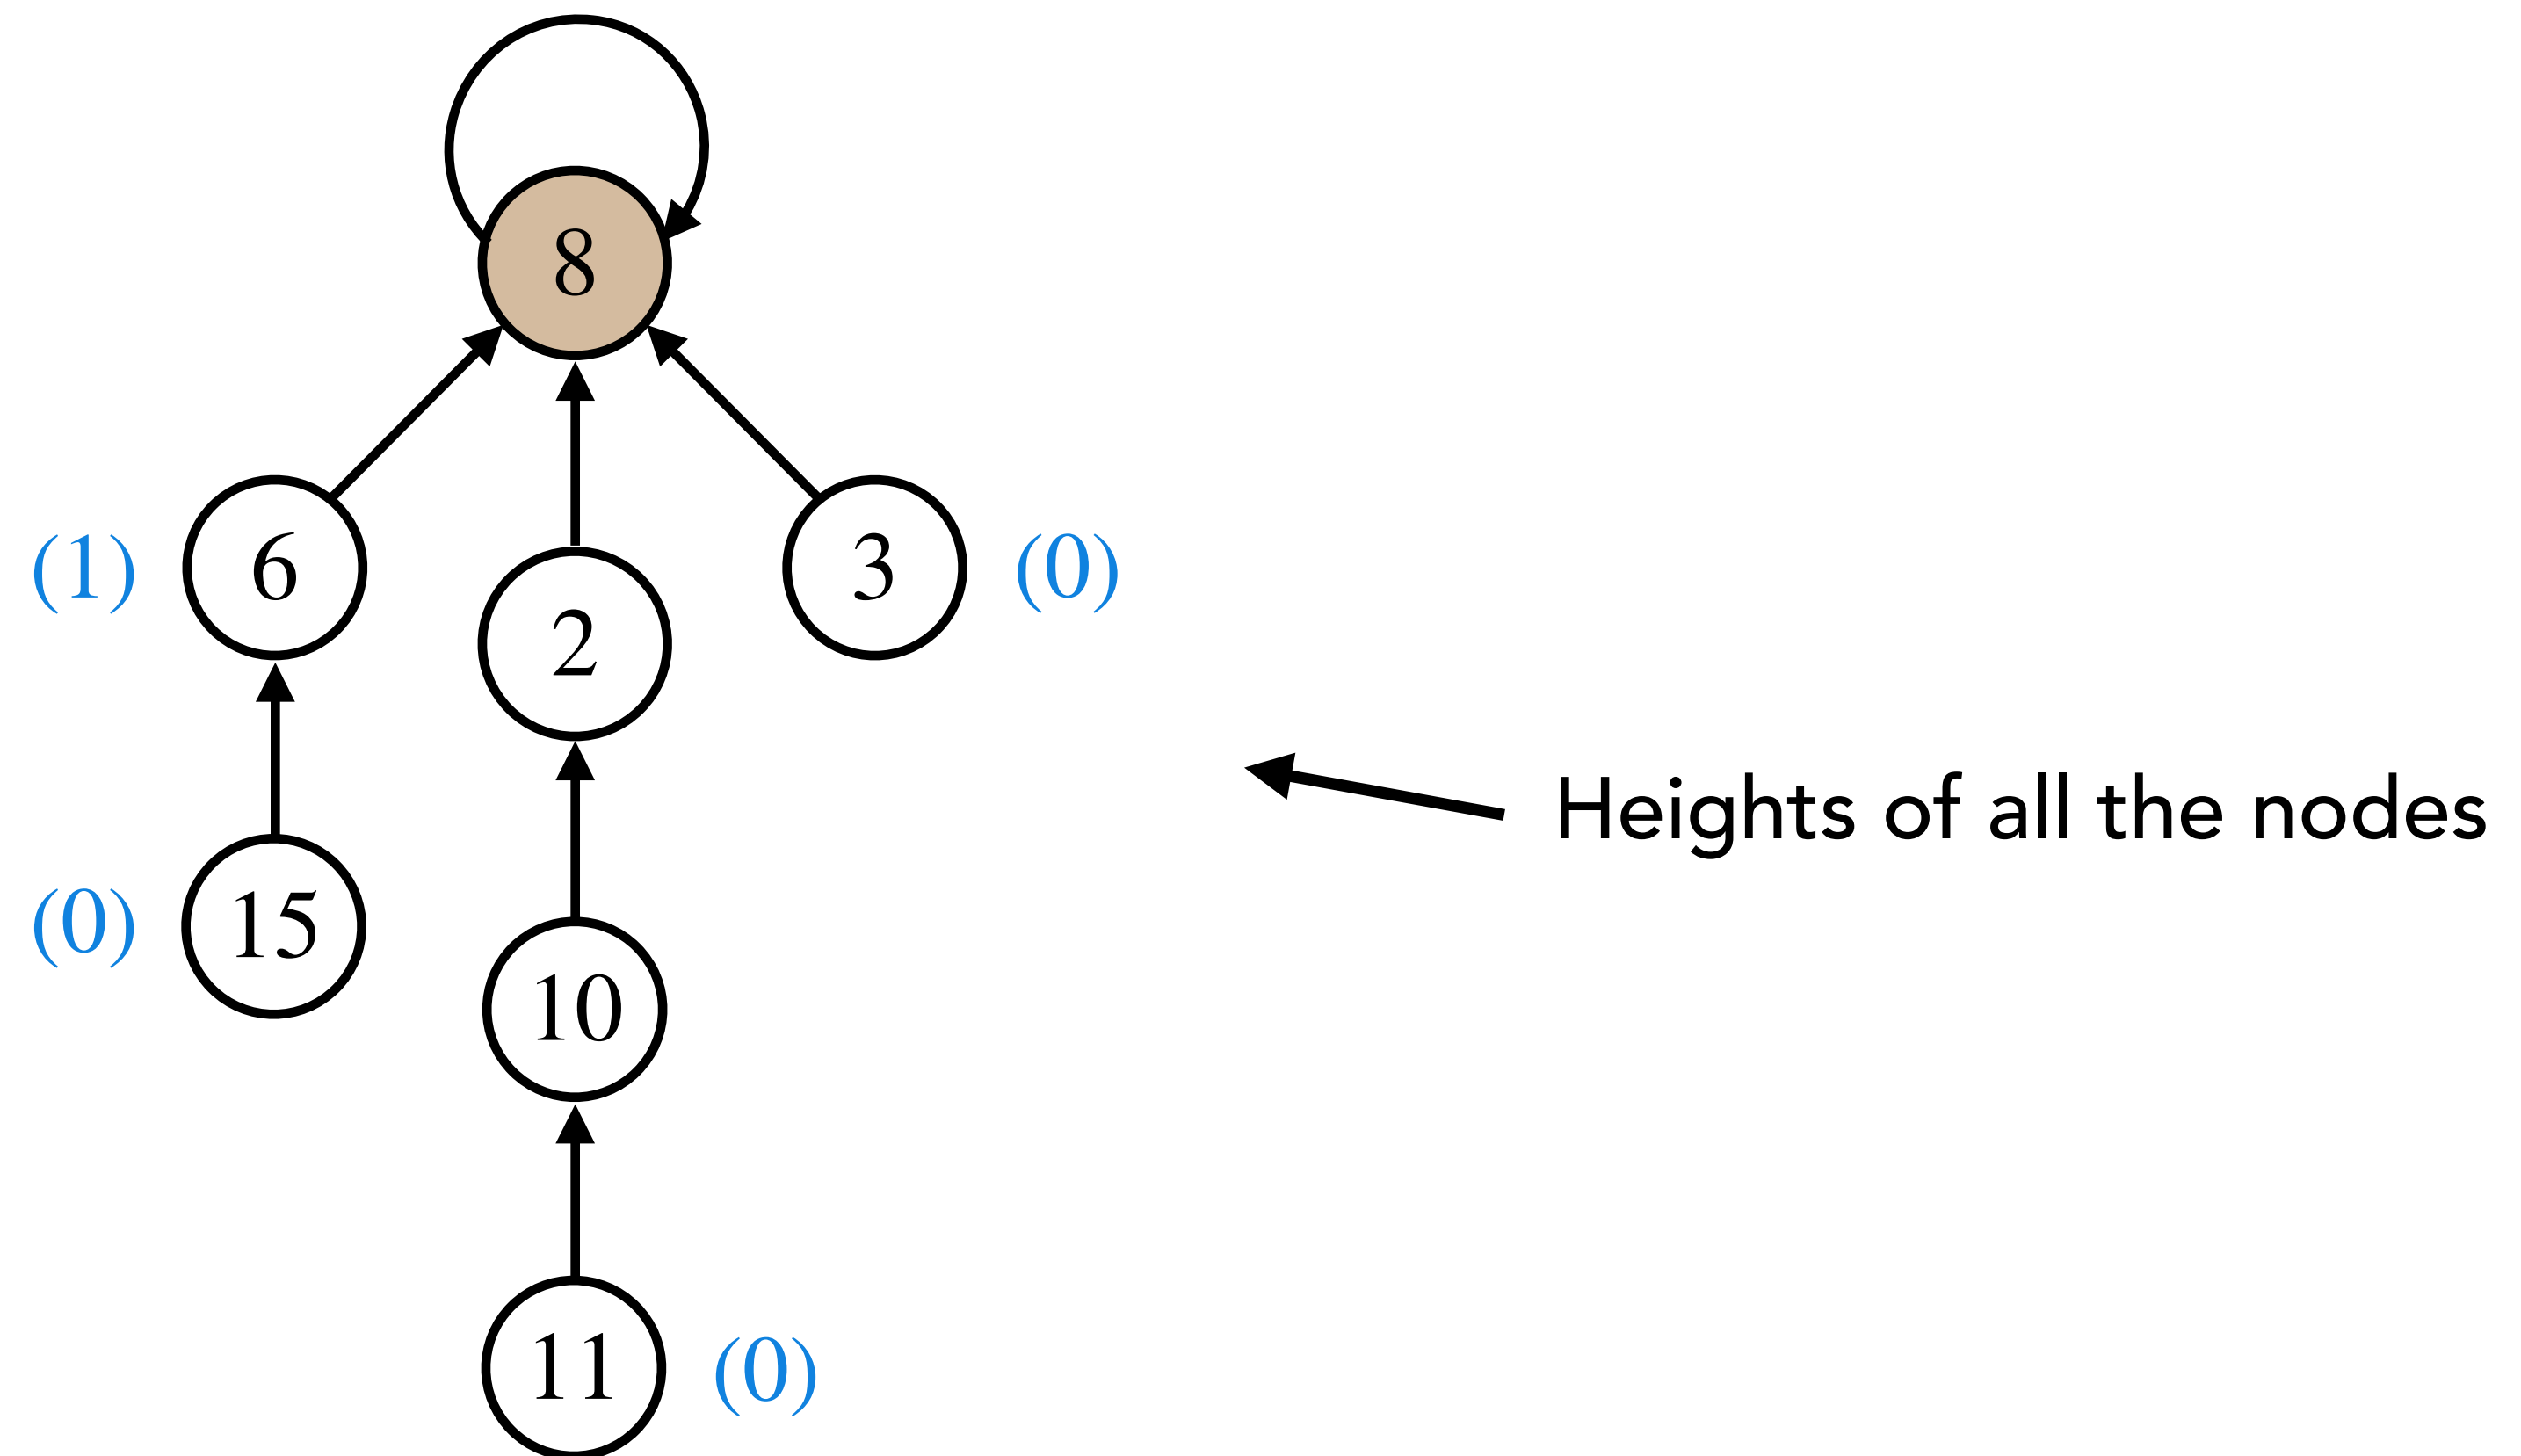 8
(1) 6 2 3 (0)
Heights of all the nodes
(0) 15 10
11 (0)